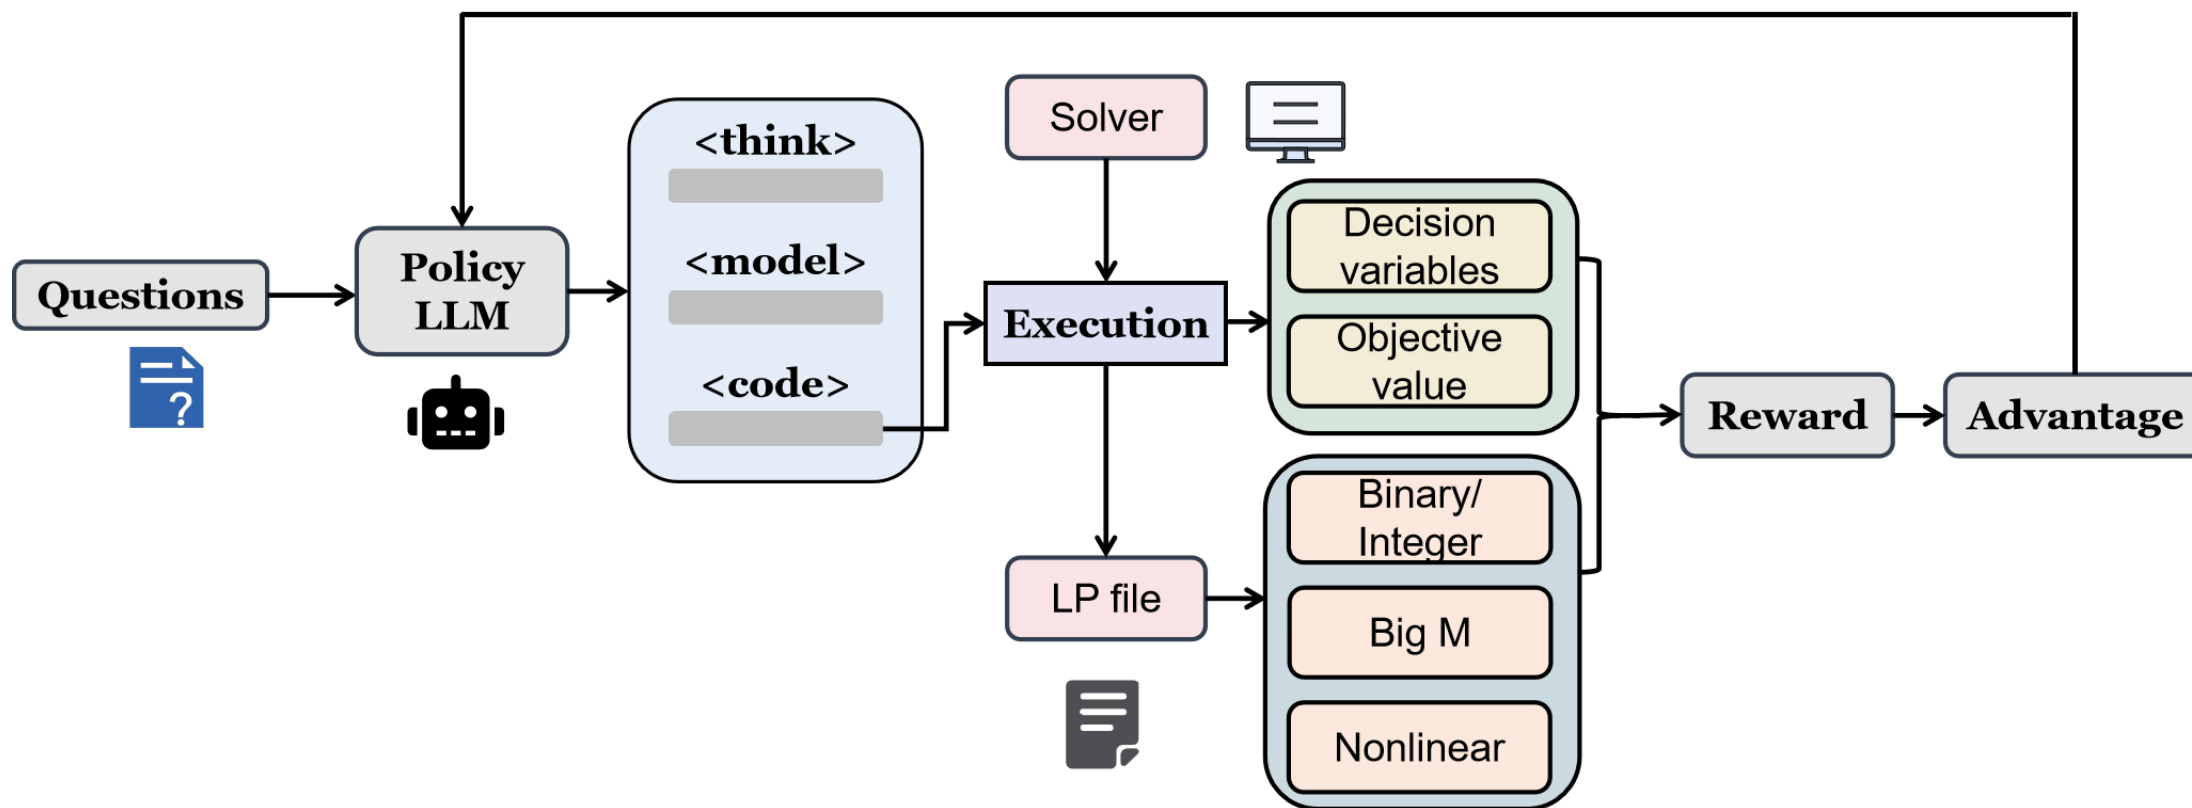 Questions
?
Policy
LLM
<think>
<model>
<code>
Solver
Execution
LP file
Decision
variables
Objective
value
Binary/
Integer
Big M
Nonlinear
Reward
Advantage